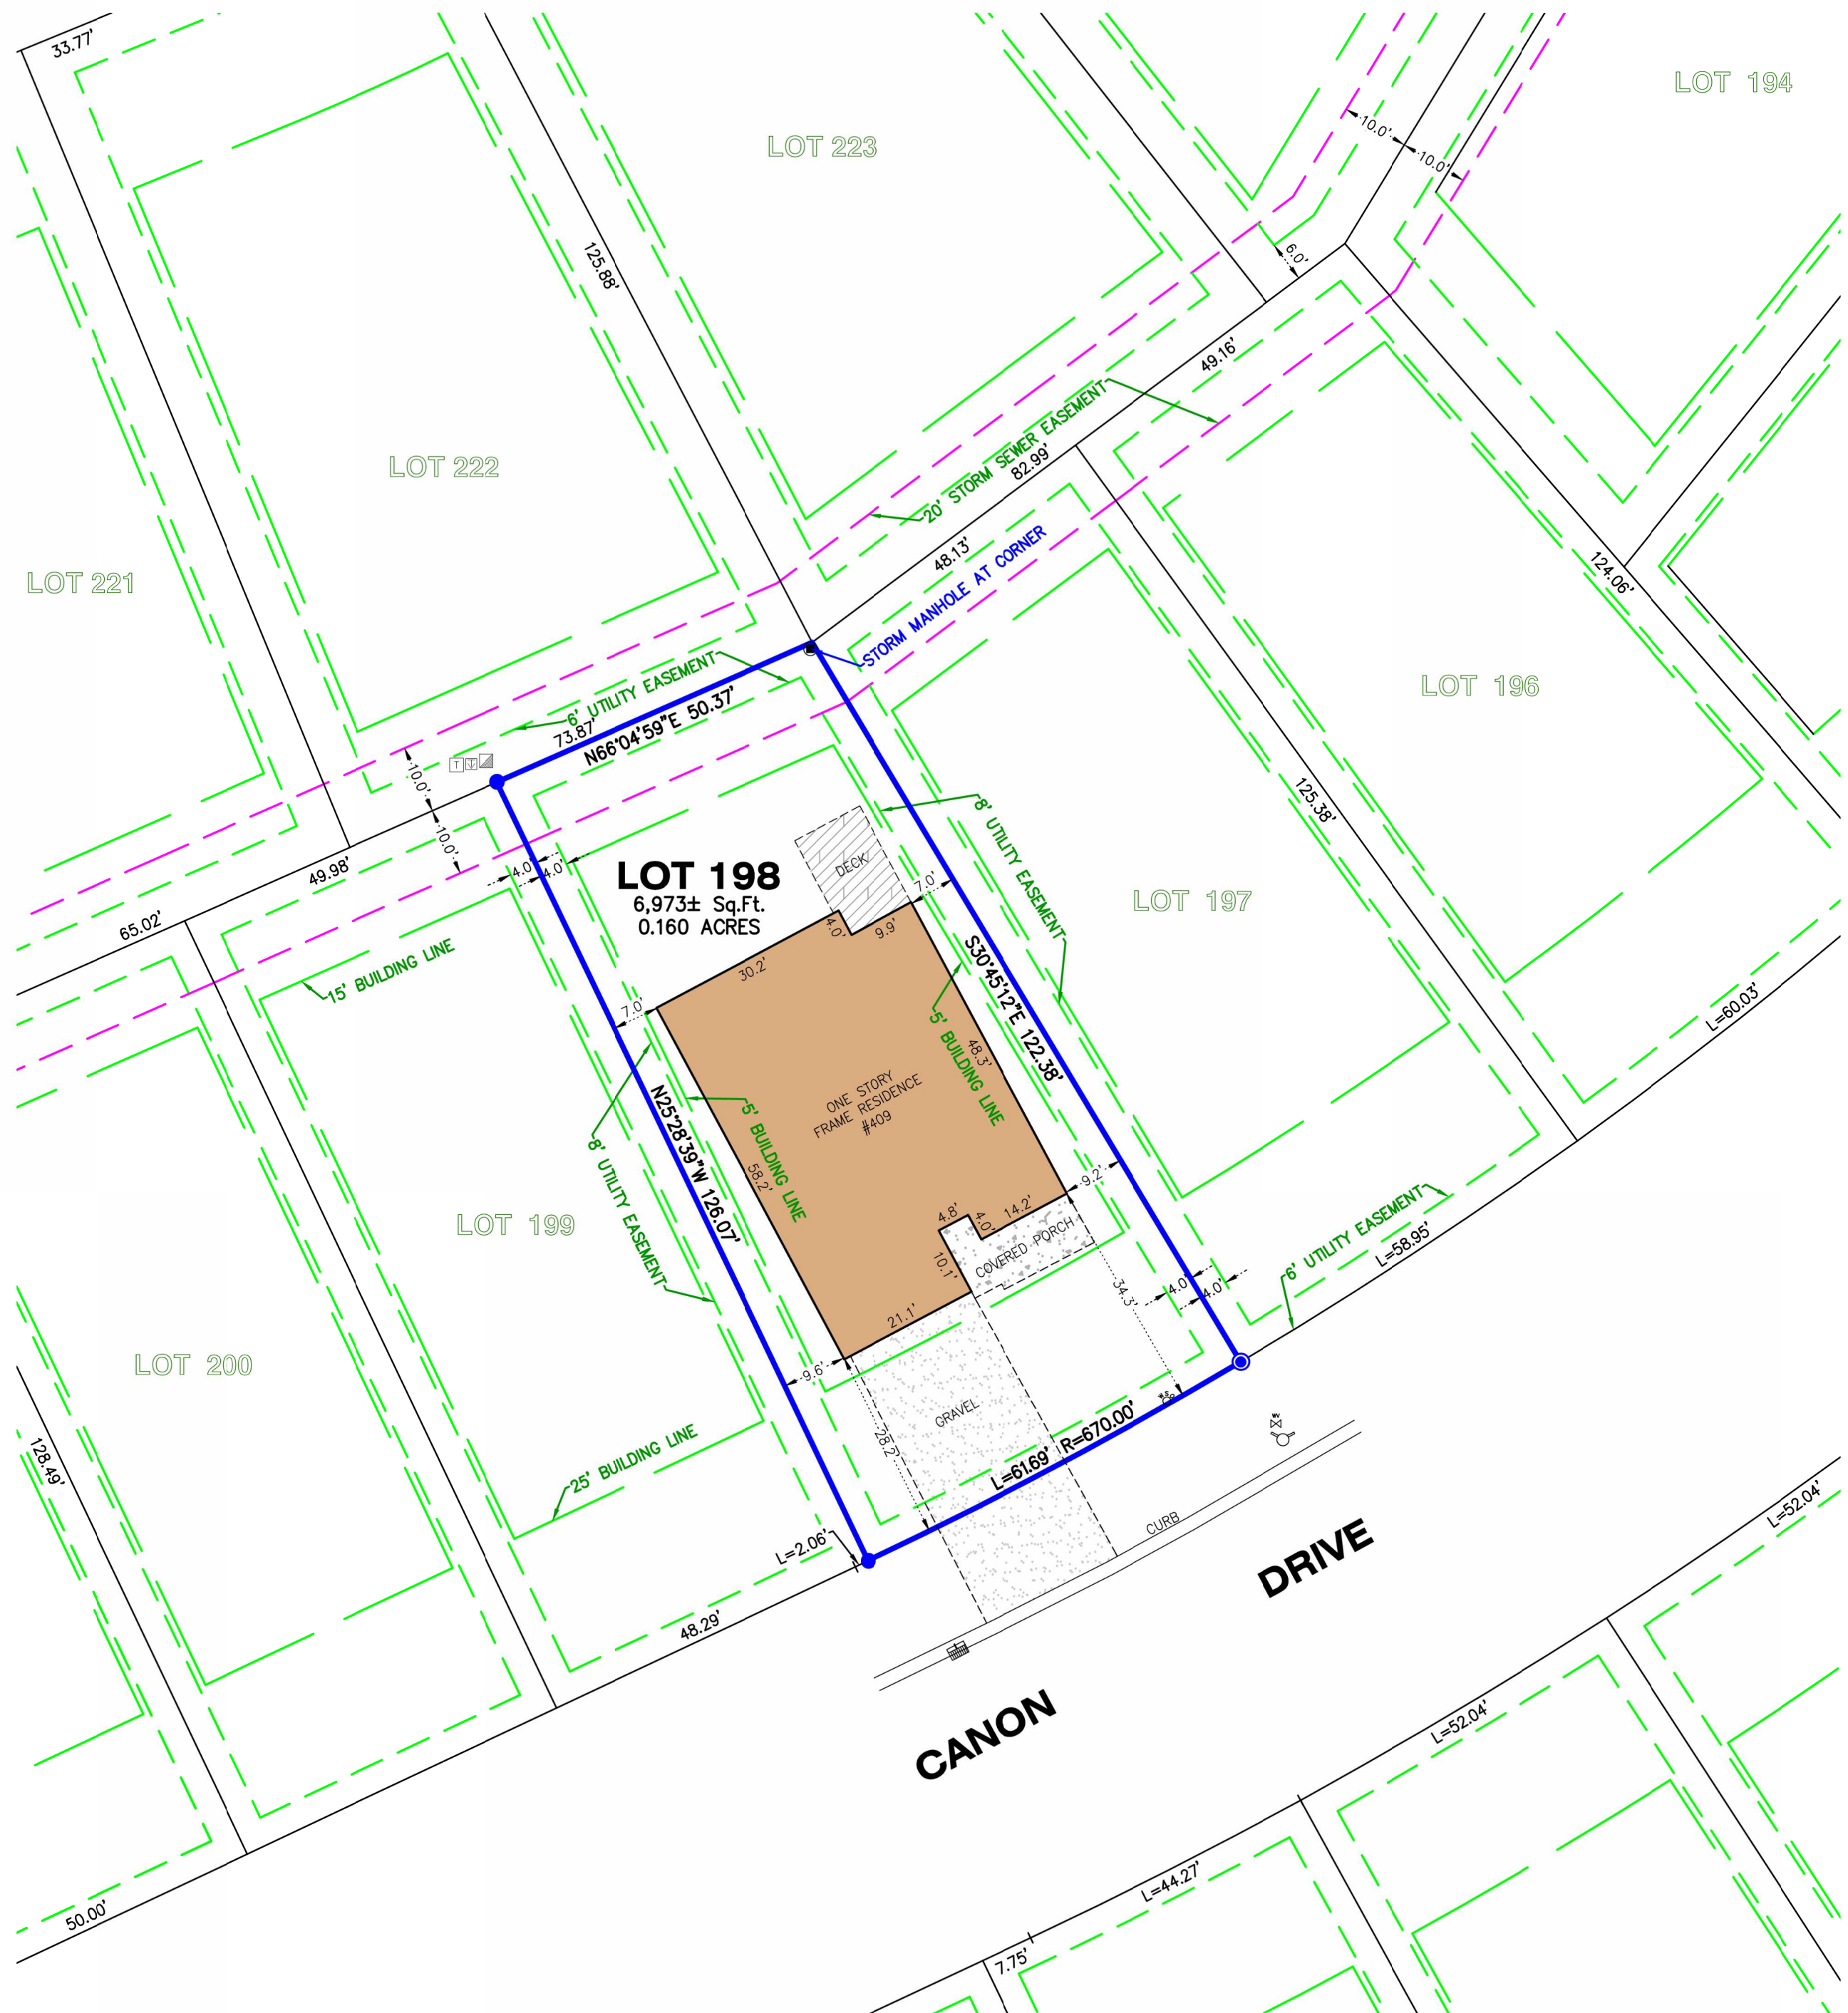 33.77'
LOT 194
LOT 223
10.0'
10.0'
125.88'
6.0'
49.16'
LOT 222
20' STORM SEWER EASEMENT
82.99'
48.13'
STORM MANHOLE AT CORNER
LOT 221
124.06'
6' UTILITY EASEMENT
73.87'
N66°04'59"E 50.37'
LOT 196
T
10.0'
10.0'
125.38'
49.98'
4.0'
4.0'
LOT 198
6,973± Sq.Ft.
0.160 ACRES
DECK
7.0'
8' UTILITY EASEMENT
LOT 197
65.02'
4.0'
9.9'
15' BUILDING LINE
30.2'
7.0'
S30°45'12"E 122.38'
5' BUILDING LINE
48.3'
L=60.03'
ONE STORY
FRAME RESIDENCE
#409
N25°28'39"W 126.07'
5' BUILDING LINE
58.2'
8' UTILITY EASEMENT
9.2'
LOT 199
4.8'
4.0'
14.2'
COVERED PORCH
10.1'
6' UTILITY EASEMENT
L=58.95'
34.3'
4.0'
4.0'
21.1'
LOT 200
9.6'
GRAVEL
28.2'
L=61.69' R=670.00'
WV
128.49'
25' BUILDING LINE
L=2.06'
CURB
48.29'
DRIVE
CANON
L=52.04'
L=52.04'
L=44.27'
50.00'
7.75'